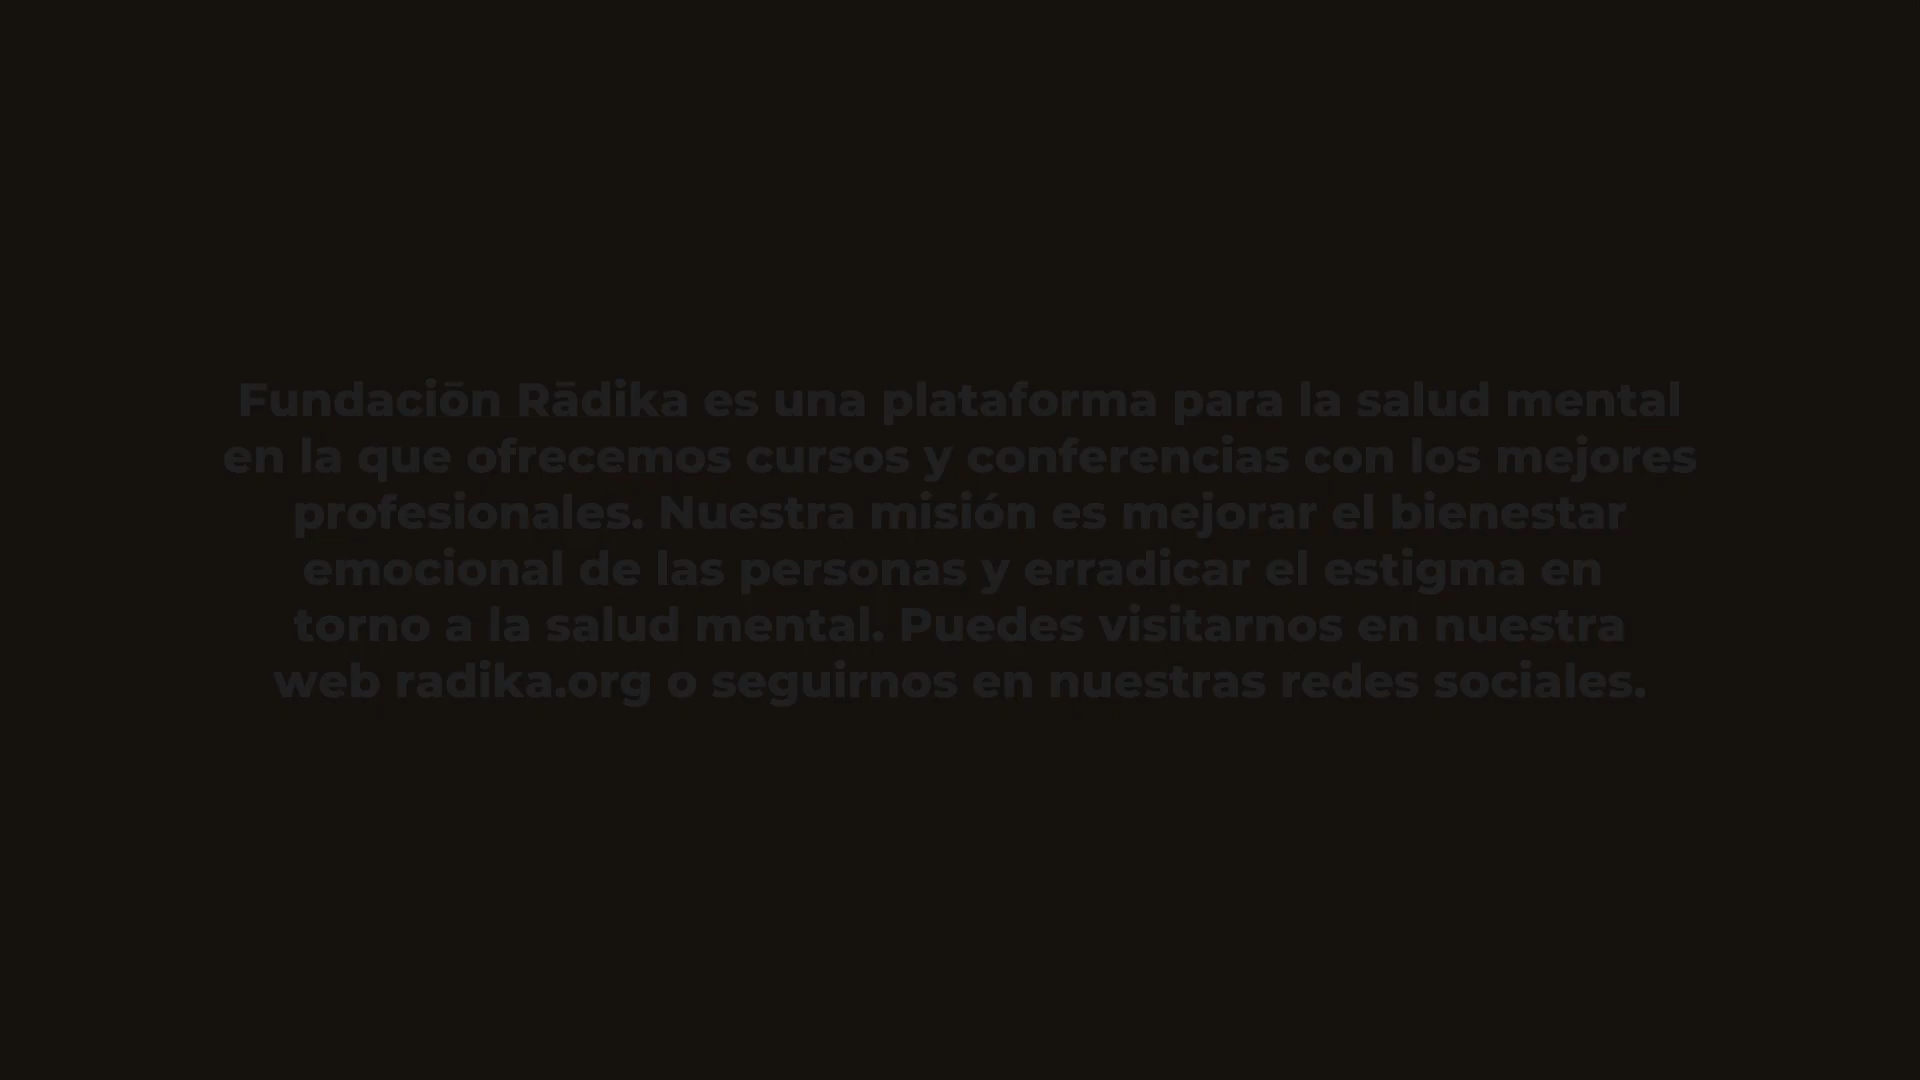 Fundaciōn Rādika es una plataforma para la salud mental
en la que ofrecemos cursos y conferencias con los mejores
profesionales. Nuestra misión es mejorar el bienestar
emocional de las personas y erradicar el estigma en
torno a la salud mental. Puedes visitarnos en nuestra
web radika.org o seguirnos en nuestras redes sociales.